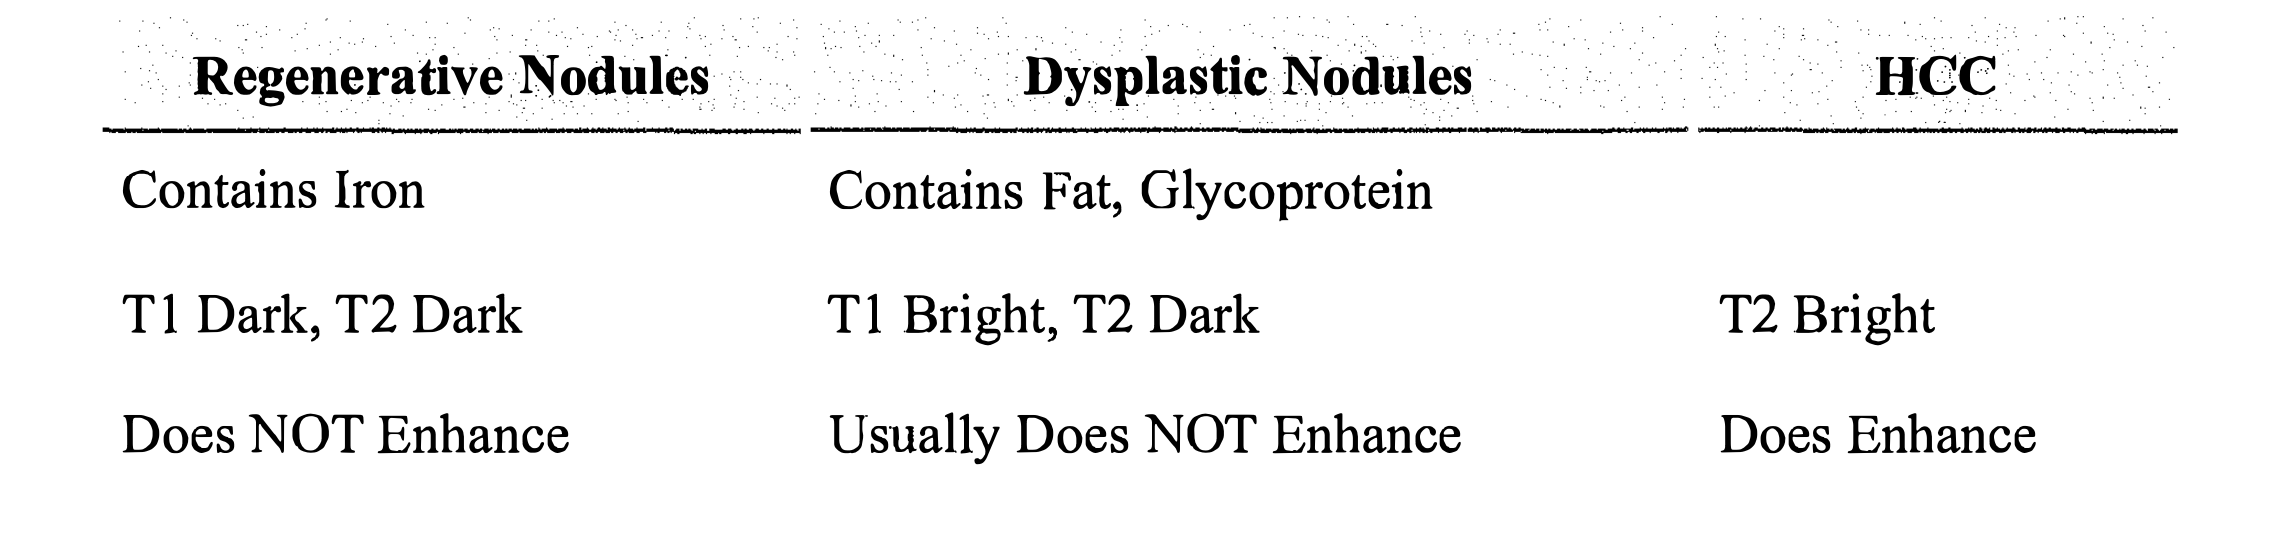 Regenerative Nodules Dysplastic Nodules HCC
Contains Iron Contains Fat, Glycoprotein
T1 Dark, T2 Dark T1 Bright, T2 Dark T2 Bright
Does NOT Enhance Usually Does NOT Enhance Does Enhance